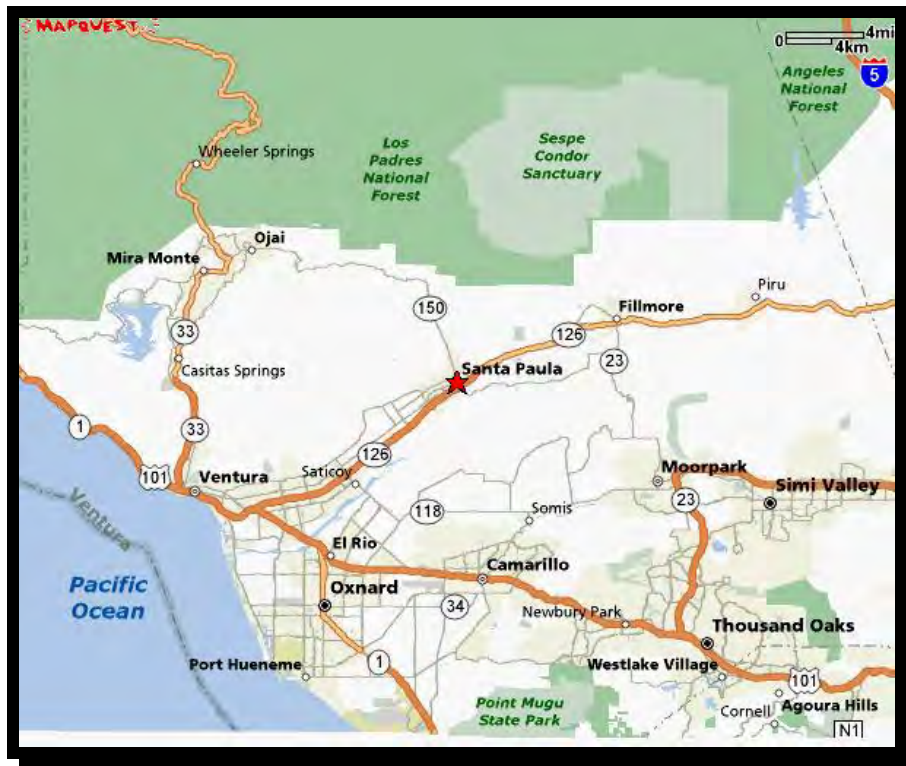 MAPQUEST
0 4mi
4km
5
Angeles
National
Forest
Los
Padres
National
Forest
Sespe
Condor
Sanctuary
Wheeler Springs
Ojai
Mira Monte
Piru
150
Fillmore
33
126
23
Casitas Springs
Santa Paula
1
33
126
101
Ventura
Saticoy
Moorpark
Simi Valley
23
118
Somis
Ventura
El Rio
Camarillo
Pacific
Ocean
Oxnard
34
Newbury Park
Thousand Oaks
Port Hueneme
1
Westlake Village
101
Point Mugu
State Park
Cornell
Agoura Hills
N1